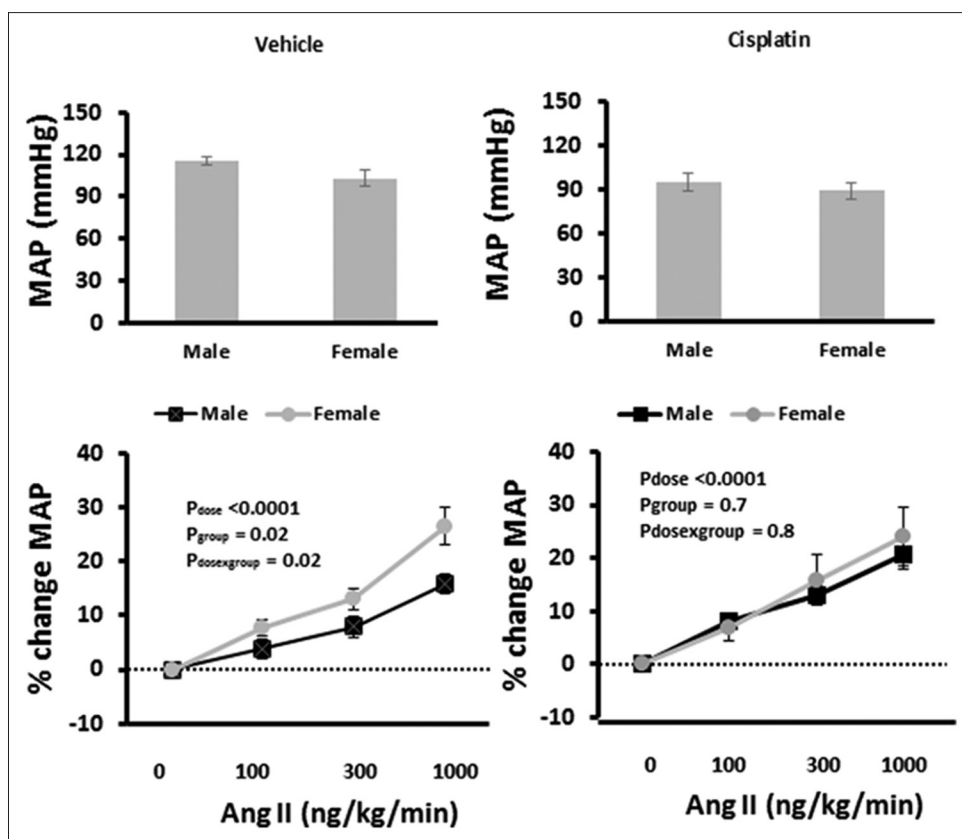 Vehicle
MAP (mmHg)
150
120
90
60
30
0
Male
Female
Cisplatin
MAP (mmHg)
150
120
90
60
30
0
Male
Female
Male
Female
% change MAP
40
30
20
10
0
-10
Pdose <0.0001
Pgroup = 0.02
Pdosexgroup = 0.02
0
100
300
1000
Ang II (ng/kg/min)
Male
Female
% change MAP
40
30
20
10
0
-10
Pdose <0.0001
Pgroup = 0.7
Pdosexgroup = 0.8
0
100
300
1000
Ang II (ng/kg/min)